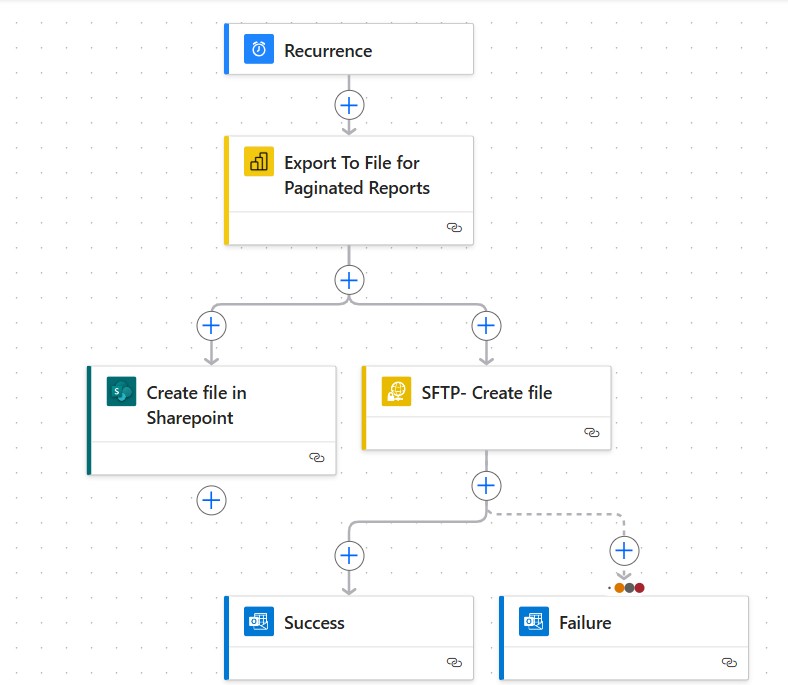 Recurrence
Export To File for
Paginated Reports
Create file in
Sharepoint
SFTP- Create file
Success
Failure